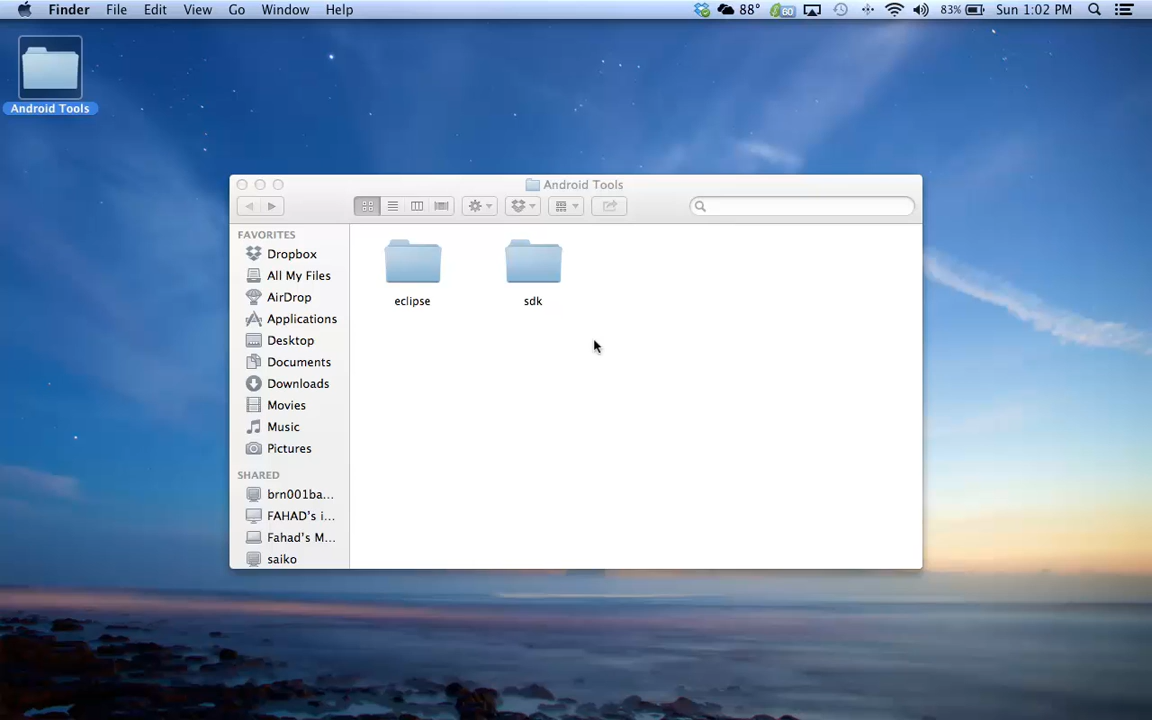 Finder File Edit View Go Window Help 88° 60 83% Sun 1:02 PM
Android Tools
Android Tools
FAVORITES
Dropbox
All My Files
AirDrop
Applications
Desktop
Documents
Downloads
Movies
Music
Pictures
SHARED
brn001ba...
FAHAD's i...
Fahad's M...
saiko
eclipse
sdk